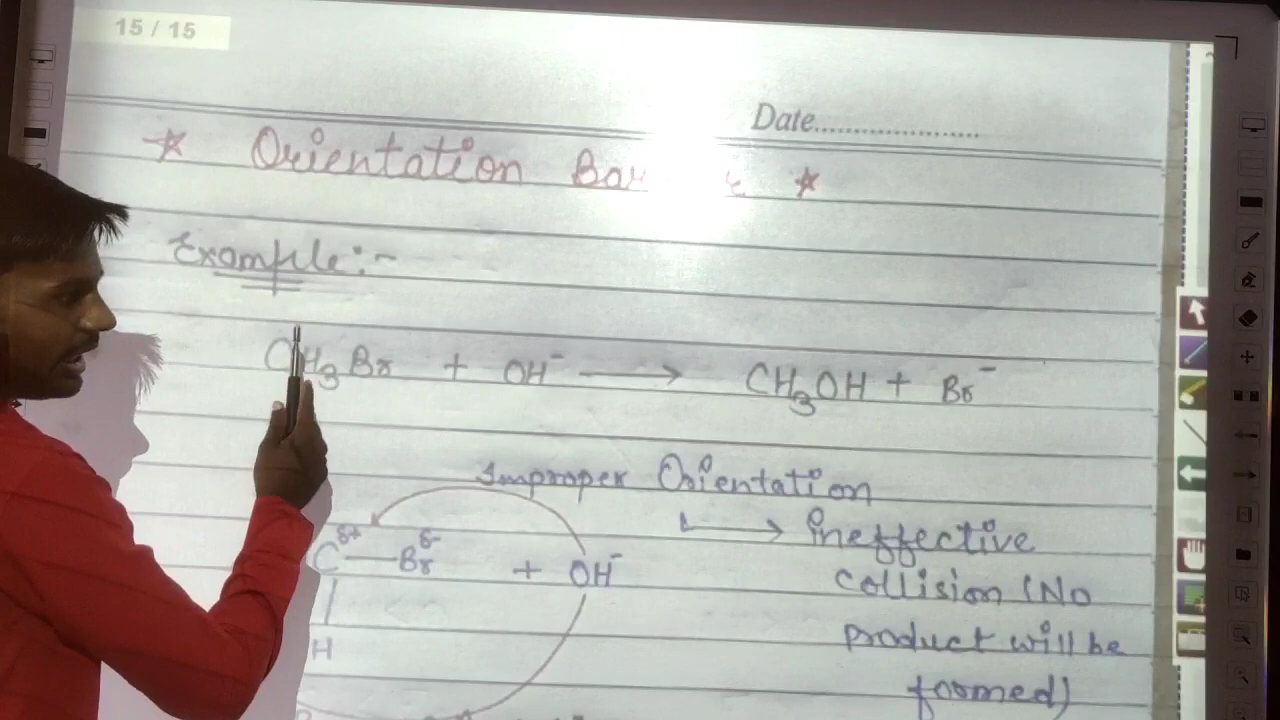 15 / 15
Date......................
☆ Orientation ☆
Example:-
CH₃Br + OH⁻ ⟶ CH₃OH + Br⁻
Improper Orientation
↳ ineffective
C^δ+ — Br^δ- + OH⁻
collision (No
product will be
H
formed)